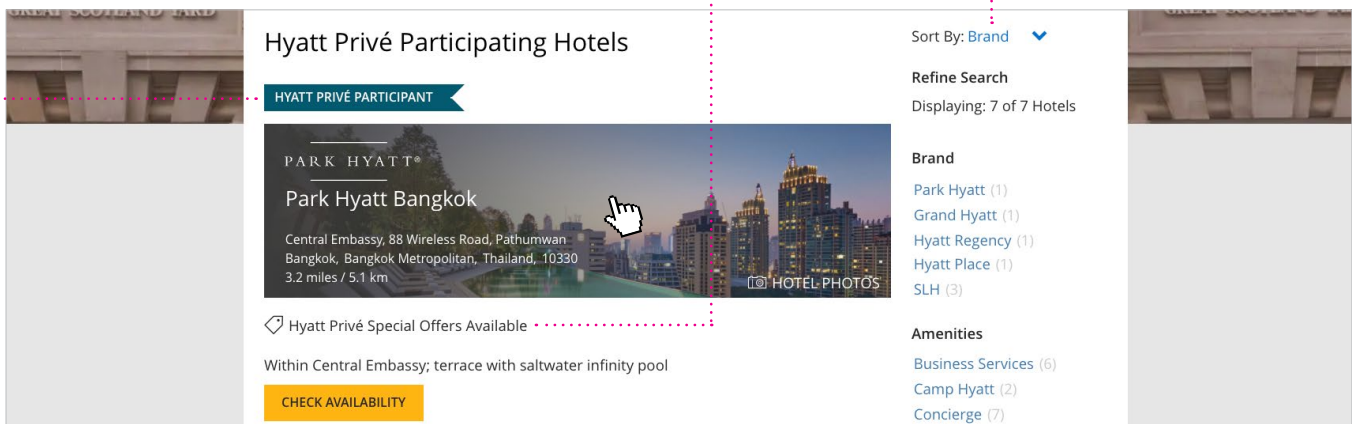 GREAT SCOTLAND YARD
Hyatt Privé Participating Hotels
HYATT PRIVÉ PARTICIPANT
PARK HYATT®
Park Hyatt Bangkok
Central Embassy, 88 Wireless Road, Pathumwan
Bangkok, Bangkok Metropolitan, Thailand, 10330
3.2 miles / 5.1 km
HOTEL PHOTOS
Hyatt Privé Special Offers Available
Within Central Embassy; terrace with saltwater infinity pool
CHECK AVAILABILITY
Sort By: Brand
Refine Search
Displaying: 7 of 7 Hotels
Brand
Park Hyatt (1)
Grand Hyatt (1)
Hyatt Regency (1)
Hyatt Place (1)
SLH (3)
Amenities
Business Services (6)
Camp Hyatt (2)
Concierge (7)